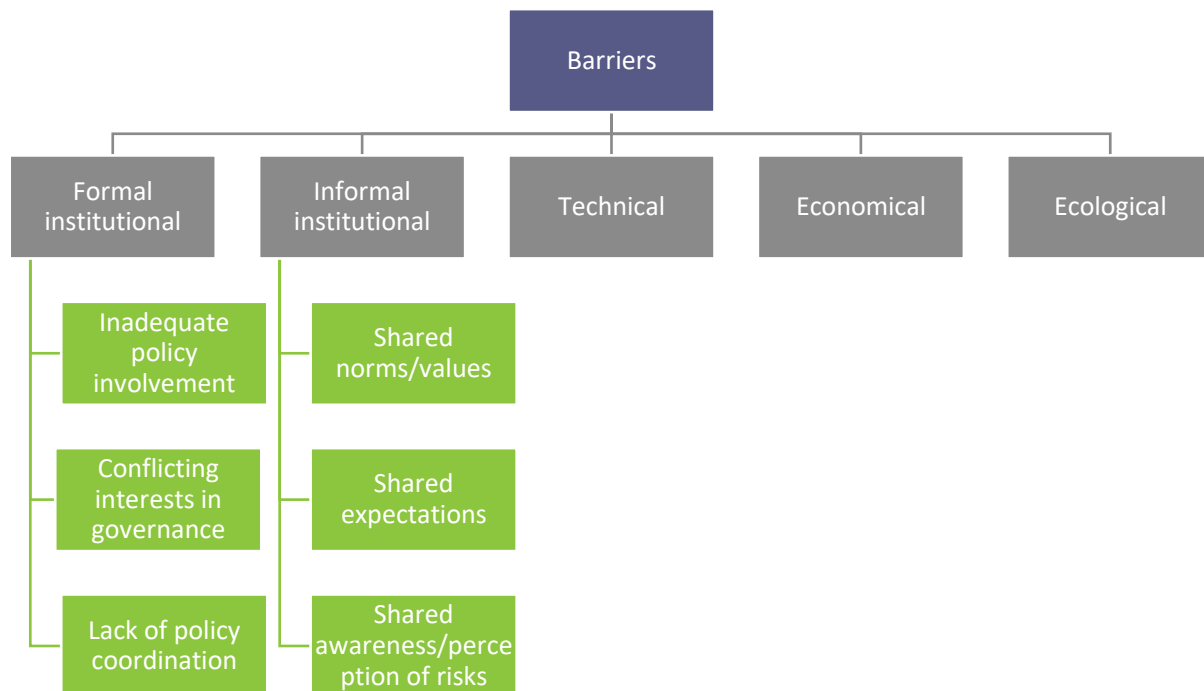 Barriers
Formal
institutional
Informal
institutional
Technical
Economical
Ecological
Inadequate
policy
involvement
Shared
norms/values
Conflicting
interests in
governance
Shared
expectations
Lack of policy
coordination
Shared
awareness/perce
ption of risks